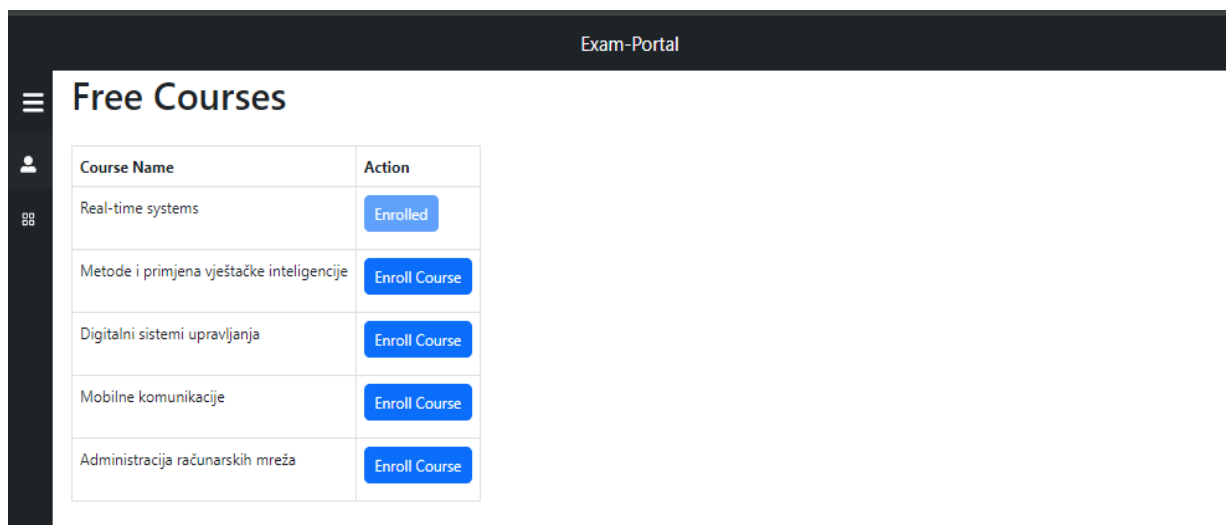 Exam-Portal
Free Courses
Course Name Action
Real-time systems Enrolled
Metode i primjena vještačke inteligencije Enroll Course
Digitalni sistemi upravljanja Enroll Course
Mobilne komunikacije Enroll Course
Administracija računarskih mreža Enroll Course